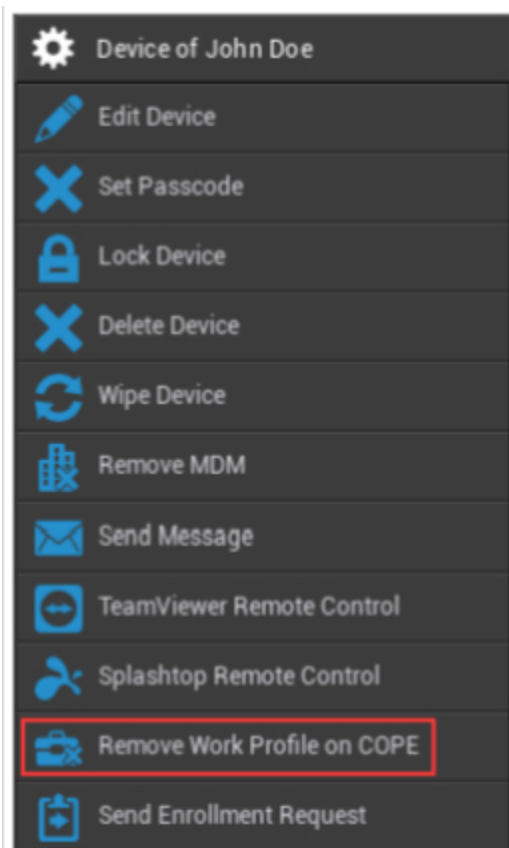 Device of John Doe
Edit Device
Set Passcode
Lock Device
Delete Device
Wipe Device
Remove MDM
Send Message
TeamViewer Remote Control
Splashtop Remote Control
Remove Work Profile on COPE
Send Enrollment Request